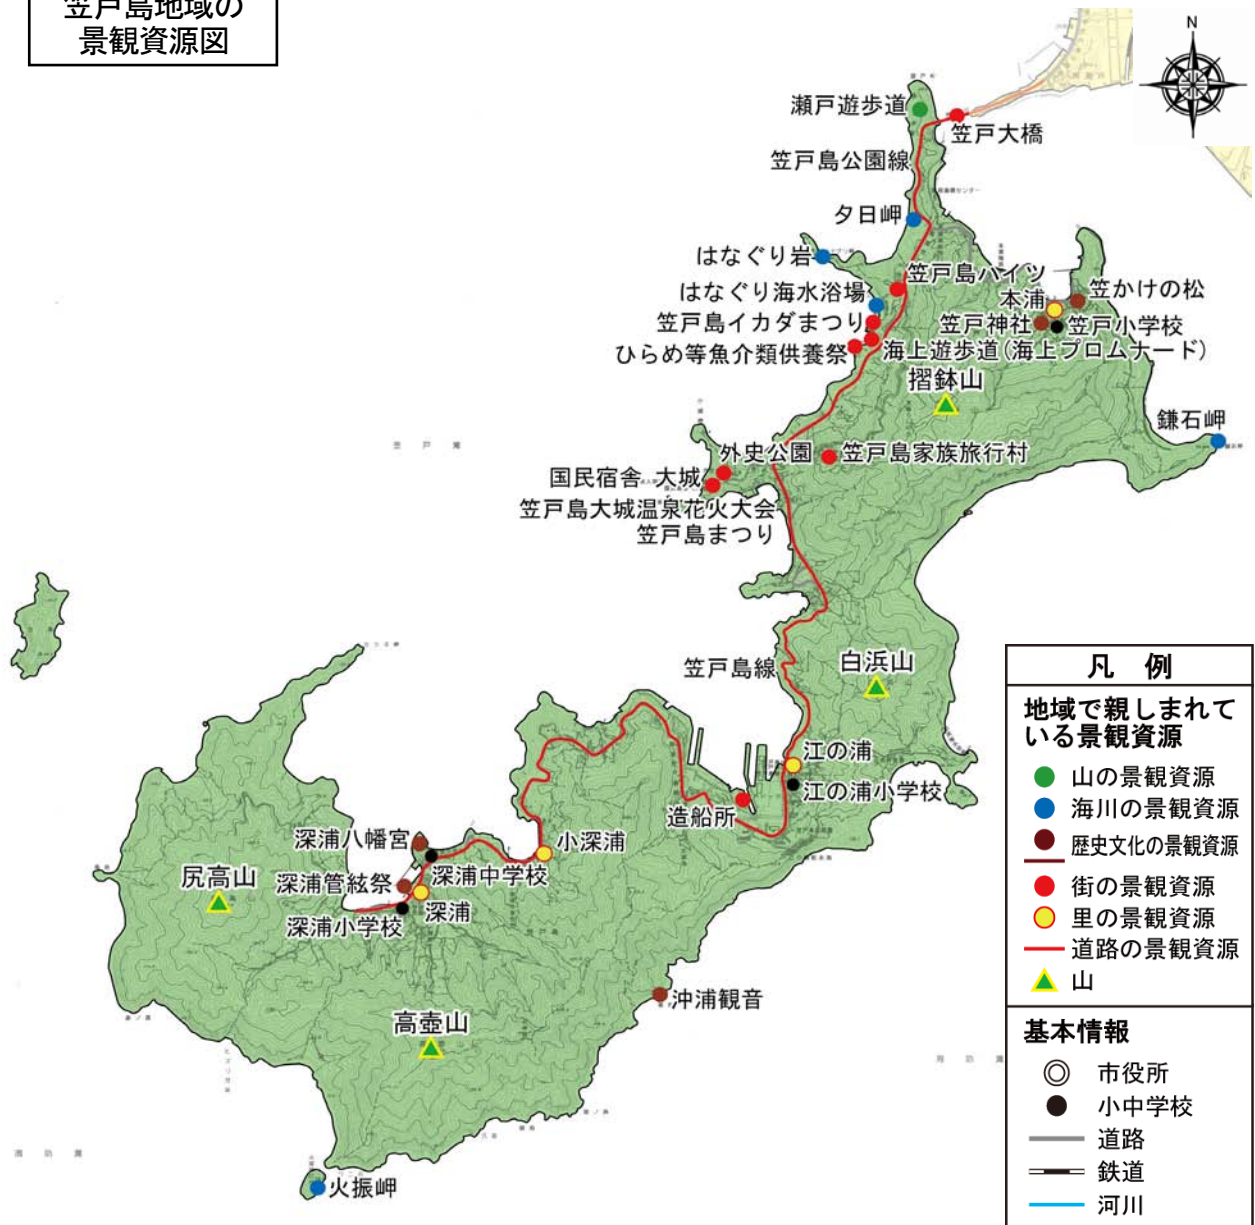 笠戸島地域の
景観資源図
N
瀬戸遊歩道
笠戸大橋
笠戸島公園線
夕日岬
はなぐり岩
笠戸島ハイツ
はなぐり海水浴場
本浦
笠かけの松
笠戸島イカダまつり
笠戸神社
笠戸小学校
ひらめ等魚介類供養祭
海上遊歩道(海上プロムナード)
摺鉢山
鎌石岬
外史公園
笠戸島家族旅行村
国民宿舎 大城
笠戸島大城温泉花火大会
笠戸島まつり
笠戸湾
笠戸島線
白浜山
江の浦
江の浦小学校
造船所
深浦八幡宮
小深浦
尻高山
深浦管絃祭
深浦中学校
深浦小学校
深浦
沖浦観音
高壺山
周防灘
周防灘
火振岬
凡 例
地域で親しまれて
いる景観資源
山の景観資源
海川の景観資源
歴史文化の景観資源
街の景観資源
里の景観資源
道路の景観資源
山
基本情報
市役所
小中学校
道路
鉄道
河川